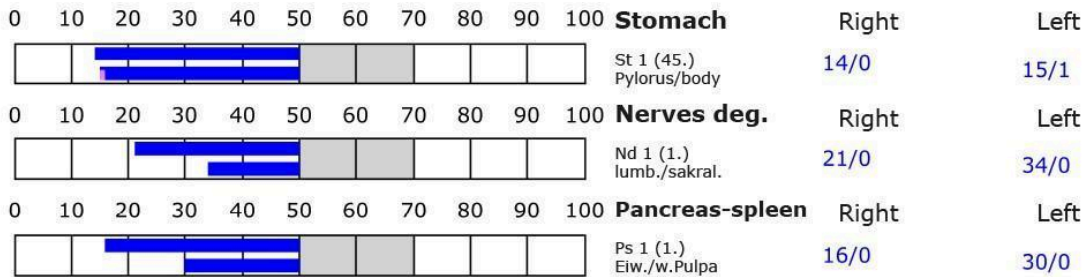 0 10 20 30 40 50 60 70 80 90 100 Stomach Right Left
St 1 (45.) 14/0 15/1
Pylorus/body
0 10 20 30 40 50 60 70 80 90 100 Nerves deg. Right Left
Nd 1 (1.) 21/0 34/0
lumb./sakral.
0 10 20 30 40 50 60 70 80 90 100 Pancreas-spleen Right Left
Ps 1 (1.) 16/0 30/0
Eiw./w.Pulpa